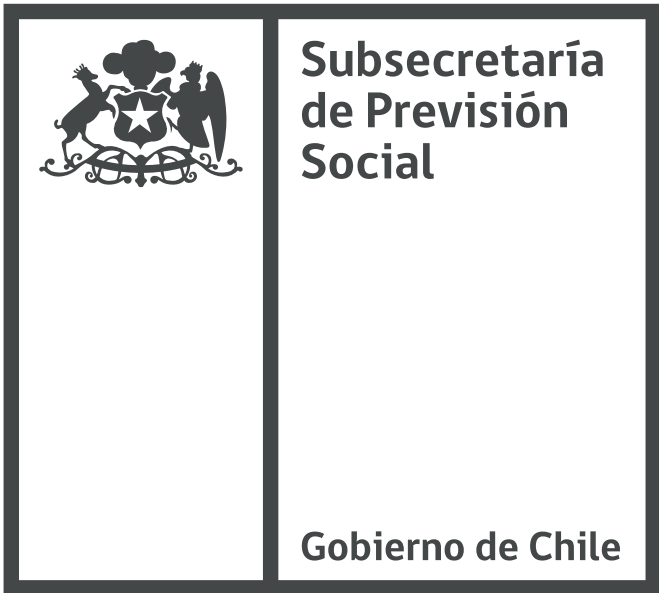 Subsecretaría
de Previsión
Social
Gobierno de Chile